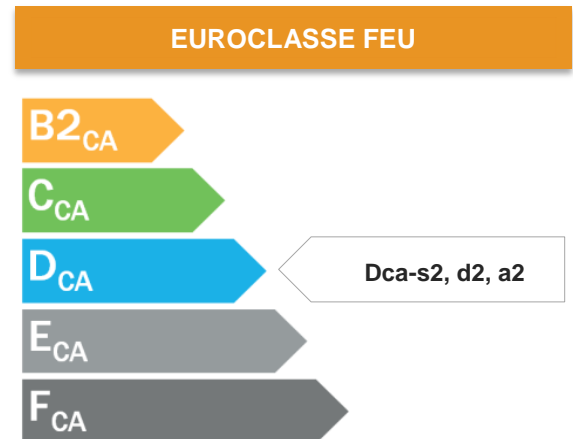 EUROCLASSE FEU
B2CA
CCA
DCA
Dca-s2, d2, a2
ECA
FCA